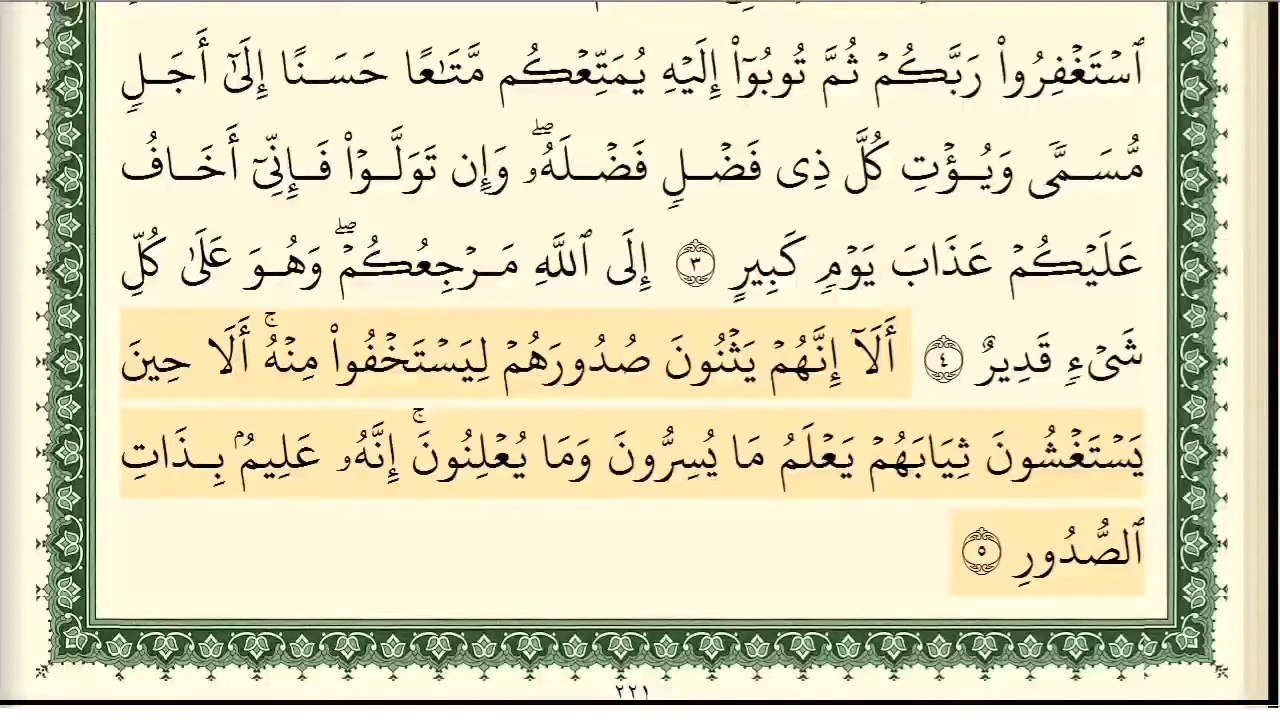 ٱسۡتَغۡفِرُواْ رَبَّكُمۡ ثُمَّ تُوبُوٓاْ إِلَيۡهِ يُمَتِّعۡكُم مَّتَٰعًا حَسَنًا إِلَىٰٓ أَجَلٖ
مُّسَمّٗى وَيُؤۡتِ كُلَّ ذِي فَضۡلٖ فَضۡلَهُۥۖ وَإِن تَوَلَّوۡاْ فَإِنِّيٓ أَخَافُ
عَلَيۡكُمۡ عَذَابَ يَوۡمٖ كَبِيرٍ ٣ إِلَى ٱللَّهِ مَرۡجِعُكُمۡۖ وَهُوَ عَلَىٰ كُلِّ
شَيۡءٖ قَدِيرٌ ٤ أَلَآ إِنَّهُمۡ يَثۡنُونَ صُدُورَهُمۡ لِيَسۡتَخۡفُواْ مِنۡهُۚ أَلَا حِينَ
يَسۡتَغۡشُونَ ثِيَابَهُمۡ يَعۡلَمُ مَا يُسِرُّونَ وَمَا يُعۡلِنُونَۚ إِنَّهُۥ عَلِيمُۢ بِذَاتِ
ٱلصُّدُورِ ٥
٢٢١